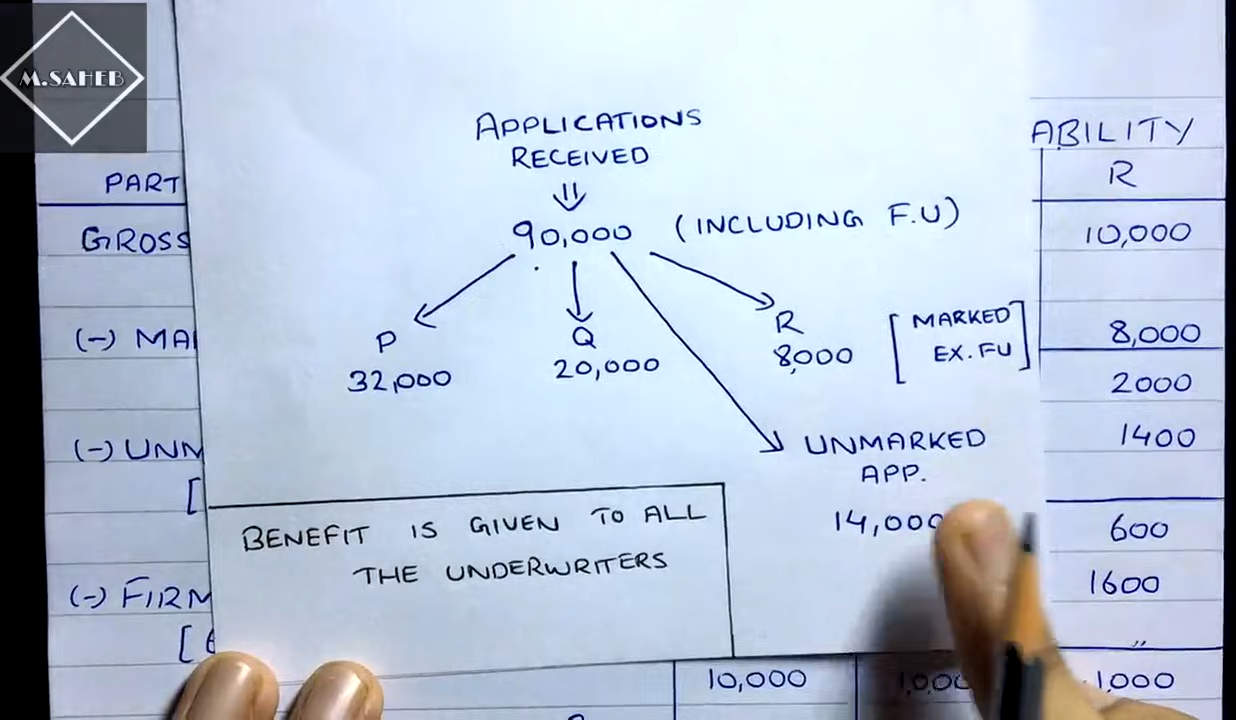 M.SAHEB
APPLICATIONS
RECEIVED
90,000 (INCLUDING F.U)
P
32,000
Q
20,000
R
8,000
[MARKED
EX. FU]
UNMARKED
APP.
14,000
BENEFIT IS GIVEN TO ALL
THE UNDERWRITERS
PART
GROSS
(-) MA
(-) UNM
[
(-) FIRM
[
ABILITY
R
10,000
8,000
2000
1400
600
1600
"
10,000
1,000